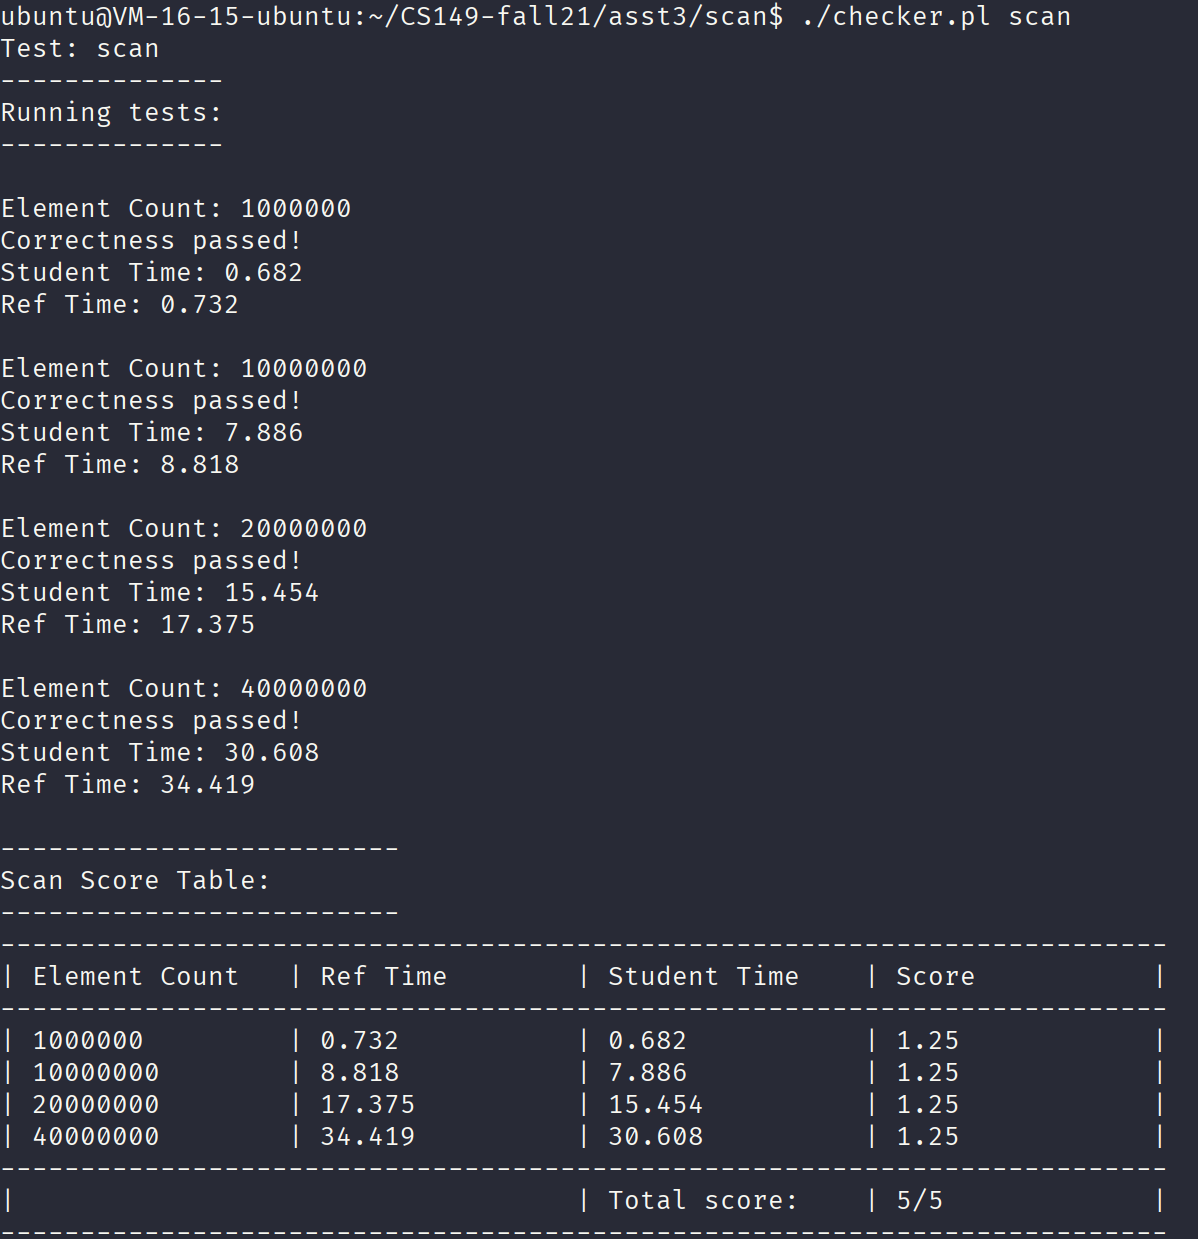 ubuntu@VM-16-15-ubuntu:~/CS149-fall21/asst3/scan$ ./checker.pl scan
Test: scan
--------------
Running tests:
--------------

Element Count: 1000000
Correctness passed!
Student Time: 0.682
Ref Time: 0.732

Element Count: 10000000
Correctness passed!
Student Time: 7.886
Ref Time: 8.818

Element Count: 20000000
Correctness passed!
Student Time: 15.454
Ref Time: 17.375

Element Count: 40000000
Correctness passed!
Student Time: 30.608
Ref Time: 34.419

-------------------------
Scan Score Table:
-------------------------
-------------------------------------------------------------------------
| Element Count   | Ref Time        | Student Time    | Score           |
-------------------------------------------------------------------------
| 1000000         | 0.732           | 0.682           | 1.25            |
| 10000000        | 8.818           | 7.886           | 1.25            |
| 20000000        | 17.375          | 15.454          | 1.25            |
| 40000000        | 34.419          | 30.608          | 1.25            |
-------------------------------------------------------------------------
|                                   | Total score:    | 5/5             |
-------------------------------------------------------------------------